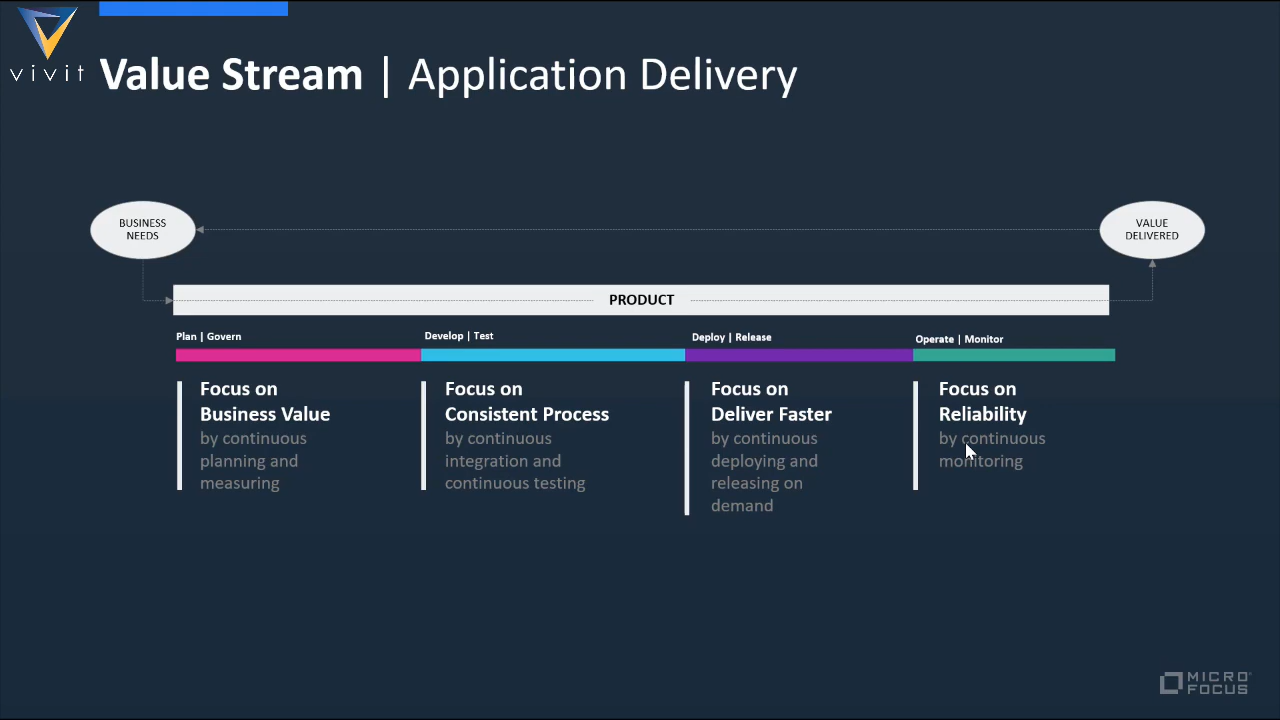 vivit
Value Stream | Application Delivery
BUSINESS
NEEDS
VALUE
DELIVERED
PRODUCT
Plan | Govern
Develop | Test
Deploy | Release
Operate | Monitor
Focus on
Business Value
by continuous
planning and
measuring
Focus on
Consistent Process
by continuous
integration and
continuous testing
Focus on
Deliver Faster
by continuous
deploying and
releasing on
demand
Focus on
Reliability
by continuous
monitoring
MICRO
FOCUS